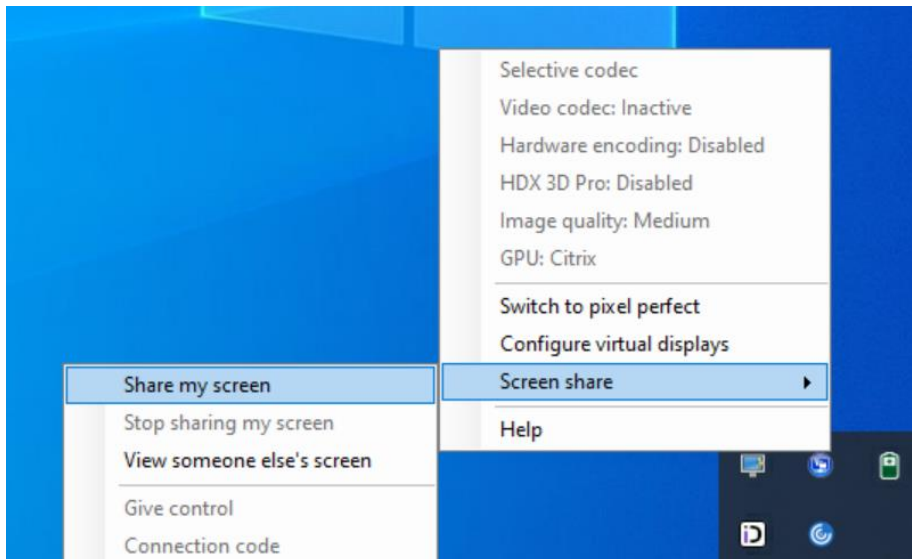 Selective codec
Video codec: Inactive
Hardware encoding: Disabled
HDX 3D Pro: Disabled
Image quality: Medium
GPU: Citrix
Switch to pixel perfect
Configure virtual displays
Screen share
Help
Share my screen
Stop sharing my screen
View someone else's screen
Give control
Connection code
iD